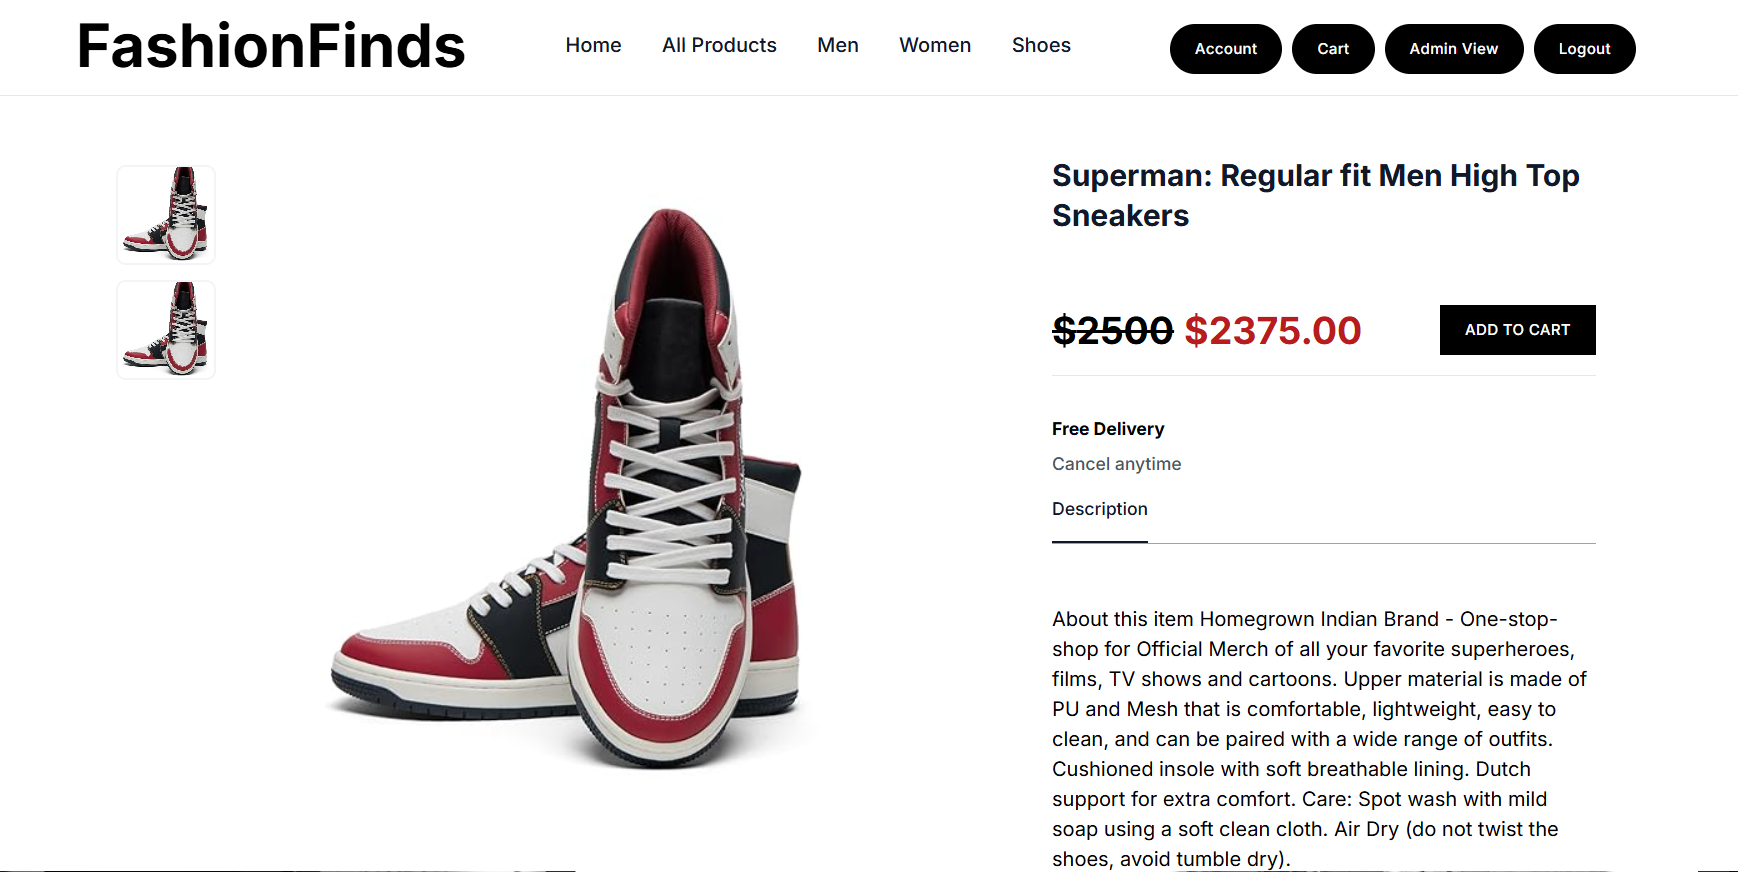 FashionFinds
Home All Products Men Women Shoes
Account Cart Admin View Logout
Superman: Regular fit Men High Top
Sneakers
$2500 $2375.00
ADD TO CART
Free Delivery
Cancel anytime
Description
About this item Homegrown Indian Brand - One-stop-
shop for Official Merch of all your favorite superheroes,
films, TV shows and cartoons. Upper material is made of
PU and Mesh that is comfortable, lightweight, easy to
clean, and can be paired with a wide range of outfits.
Cushioned insole with soft breathable lining. Dutch
support for extra comfort. Care: Spot wash with mild
soap using a soft clean cloth. Air Dry (do not twist the
shoes, avoid tumble dry).